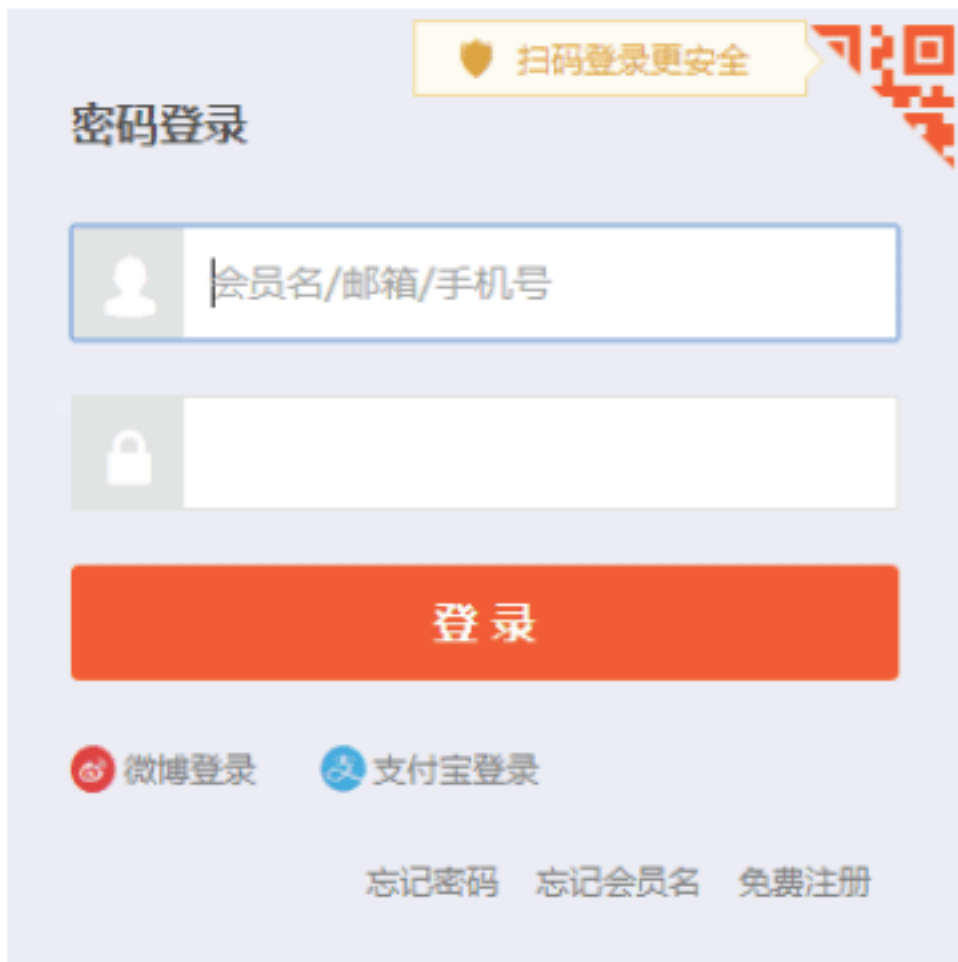 扫码登录更安全
密码登录
会员名/邮箱/手机号
登录
微博登录 支付宝登录
忘记密码 忘记会员名 免费注册